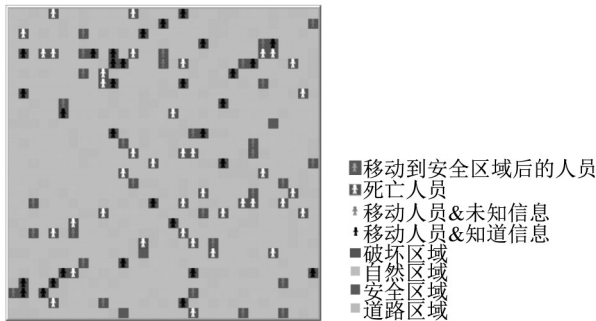 移动到安全区域后的人员
死亡人员
移动人员&未知信息
移动人员&知道信息
破坏区域
自然区域
安全区域
道路区域